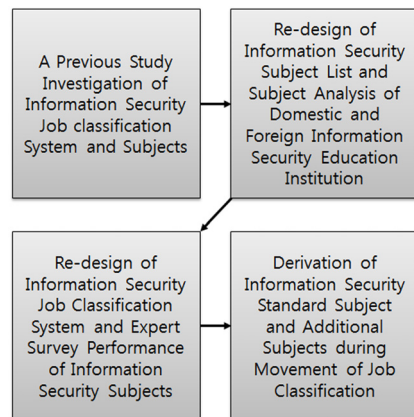 A Previous Study
Investigation of
Information Security
Job classification
System and Subjects
Re-design of
Information Security
Subject List and
Subject Analysis of
Domestic and
Foreign Information
Security Education
Institution
Re-design of
Information Security
Job Classification
System and Expert
Survey Performance
of Information
Security Subjects
Derivation of
Information Security
Standard Subject
and Additional
Subjects during
Movement of Job
Classification